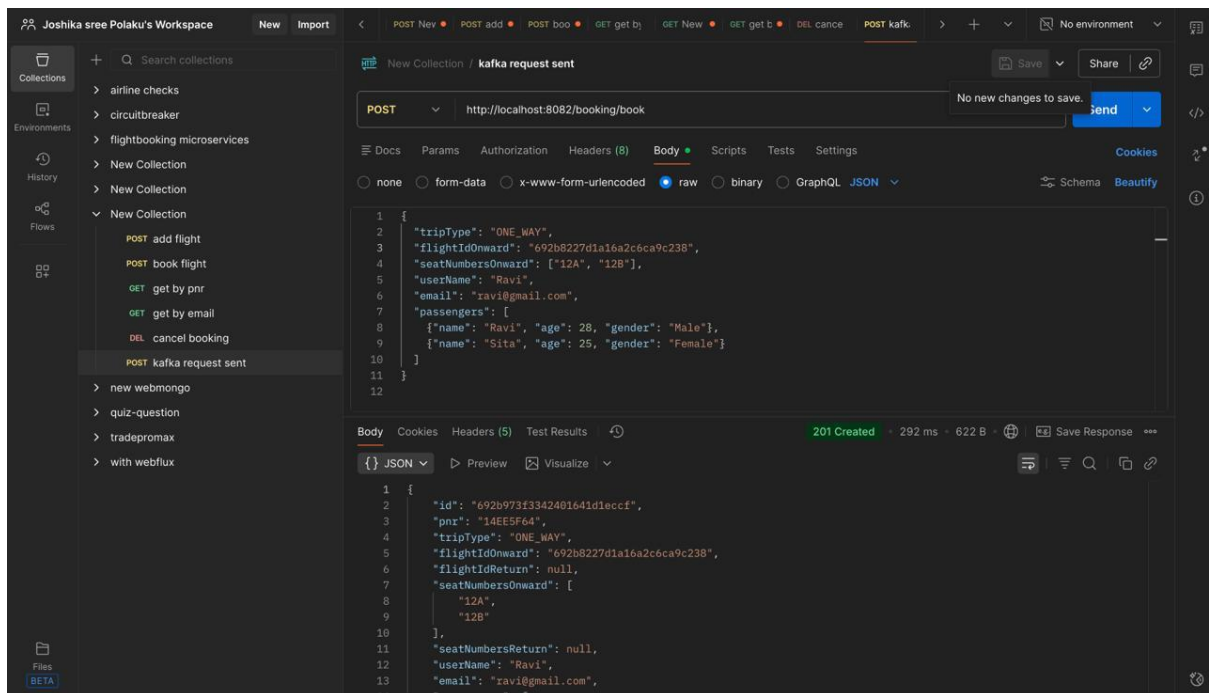 Joshika sree Polaku's Workspace New Import
POST Nev POST add POST boo GET get by GET New GET get b DEL cance POST kafk No environment
Collections
Environments
History
Flows
Files
BETA
Search collections
airline checks
circuitbreaker
flightbooking microservices
New Collection
New Collection
New Collection
POST add flight
POST book flight
GET get by pnr
GET get by email
DEL cancel booking
POST kafka request sent
new webmongo
quiz-question
tradepromax
with webflux
HTTP New Collection / kafka request sent Save Share
No new changes to save.
POST http://localhost:8082/booking/book Send
Docs Params Authorization Headers (8) Body Scripts Tests Settings Cookies
none form-data x-www-form-urlencoded raw binary GraphQL JSON Schema Beautify
1 {
2 "tripType": "ONE_WAY",
3 "flightIdOnward": "692b8227d1a16a2c6ca9c238",
4 "seatNumbersOnward": ["12A", "12B"],
5 "userName": "Ravi",
6 "email": "ravi@gmail.com",
7 "passengers": [
8 {"name": "Ravi", "age": 28, "gender": "Male"},
9 {"name": "Sita", "age": 25, "gender": "Female"}
10 ]
11 }
12
Body Cookies Headers (5) Test Results 201 Created 292 ms 622 B Save Response
{} JSON Preview Visualize
1 {
2 "id": "692b973f3342401641d1eccf",
3 "pnr": "14EE5F64",
4 "tripType": "ONE_WAY",
5 "flightIdOnward": "692b8227d1a16a2c6ca9c238",
6 "flightIdReturn": null,
7 "seatNumbersOnward": [
8 "12A",
9 "12B"
10 ],
11 "seatNumbersReturn": null,
12 "userName": "Ravi",
13 "email": "ravi@gmail.com",